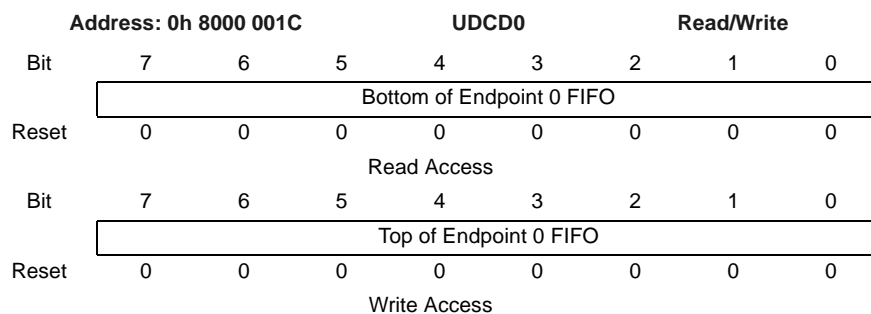 Address: 0h 8000 001C UDCD0 Read/Write
Bit 7 6 5 4 3 2 1 0
Bottom of Endpoint 0 FIFO
Reset 0 0 0 0 0 0 0 0
Read Access
Bit 7 6 5 4 3 2 1 0
Top of Endpoint 0 FIFO
Reset 0 0 0 0 0 0 0 0
Write Access